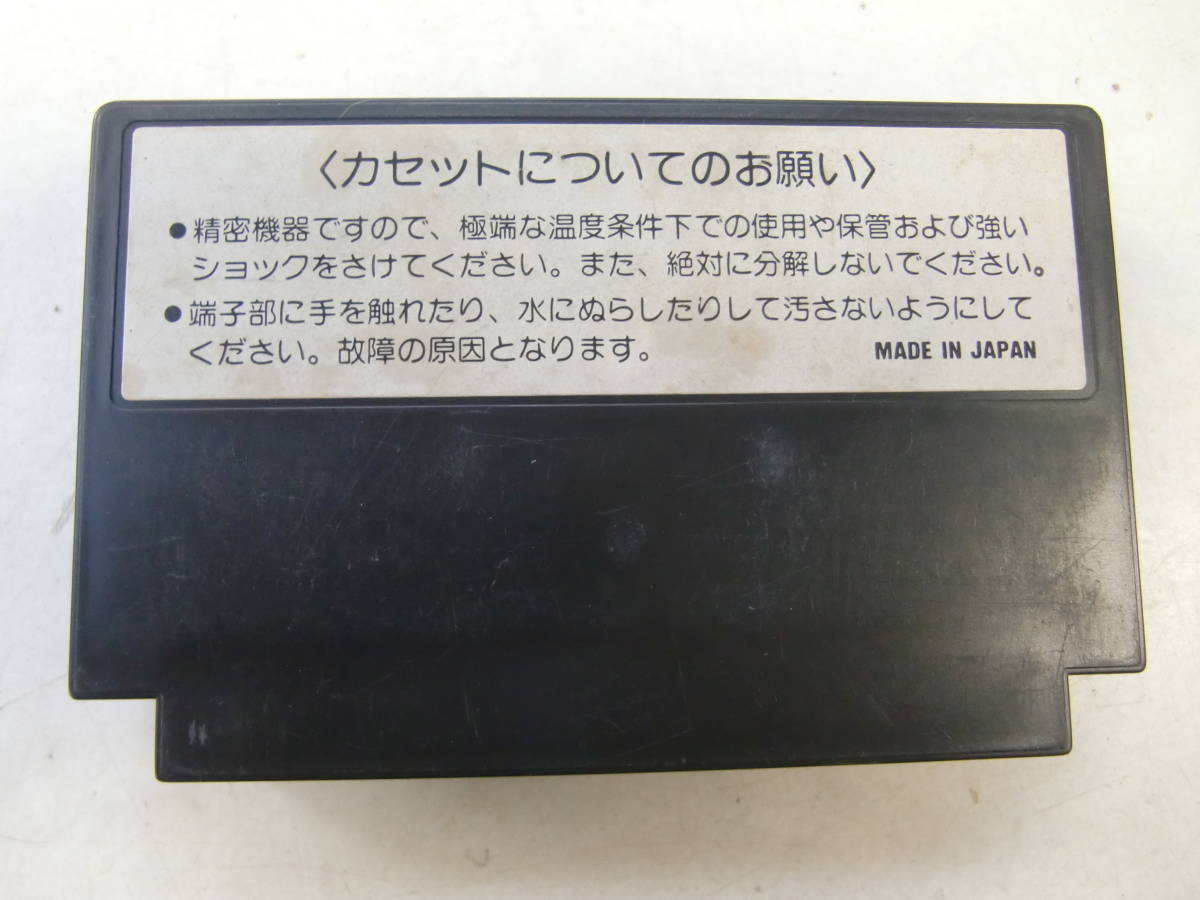 〈カセットについてのお願い〉
●精密機器ですので、極端な温度条件下での使用や保管および強い
ショックをさけてください。また、絶対に分解しないでください。
●端子部に手を触れたり、水にぬらしたりして汚さないようにして
ください。故障の原因となります。 MADE IN JAPAN